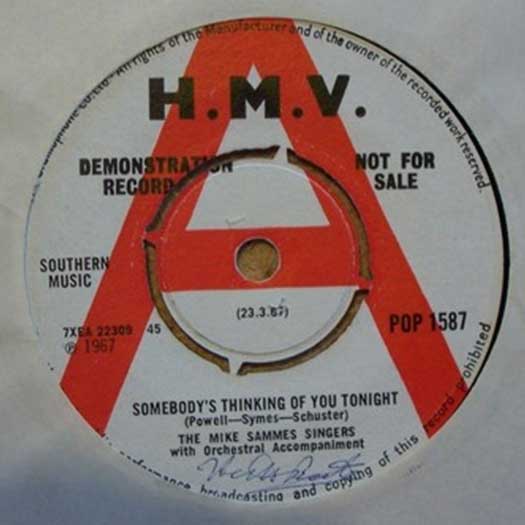 Gramophone Co. Ltd. All rights of the Manufacturer and of the owner of the recorded work reserved.
H.M.V.
DEMONSTRATION
RECORD
NOT FOR
SALE
SOUTHERN
MUSIC
(23.3.67)
7XEA 22309 45
POP 1587
℗ 1967
SOMEBODY'S THINKING OF YOU TONIGHT
(Powell—Symes—Schuster)
THE MIKE SAMMES SINGERS
with Orchestral Accompaniment
performance, broadcasting and copying of this record prohibited